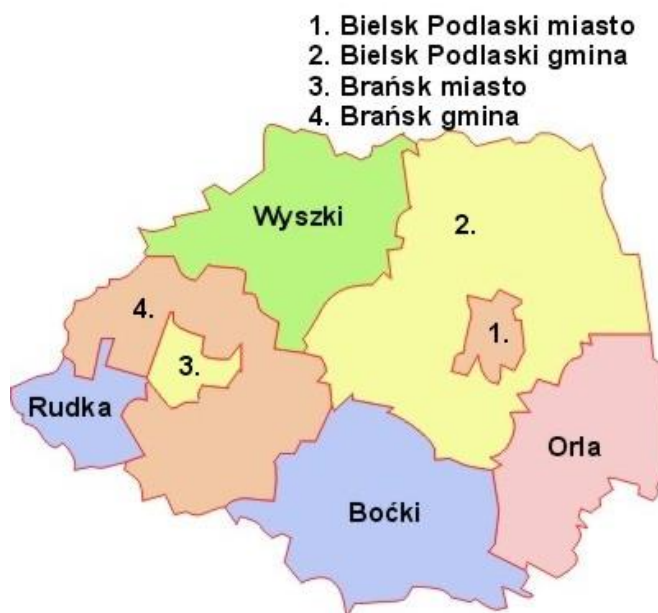 1. Bielsk Podlaski miasto
2. Bielsk Podlaski gmina
3. Brańsk miasto
4. Brańsk gmina
Wyszki
2.
4.
1.
3.
Rudka
Orla
Boćki